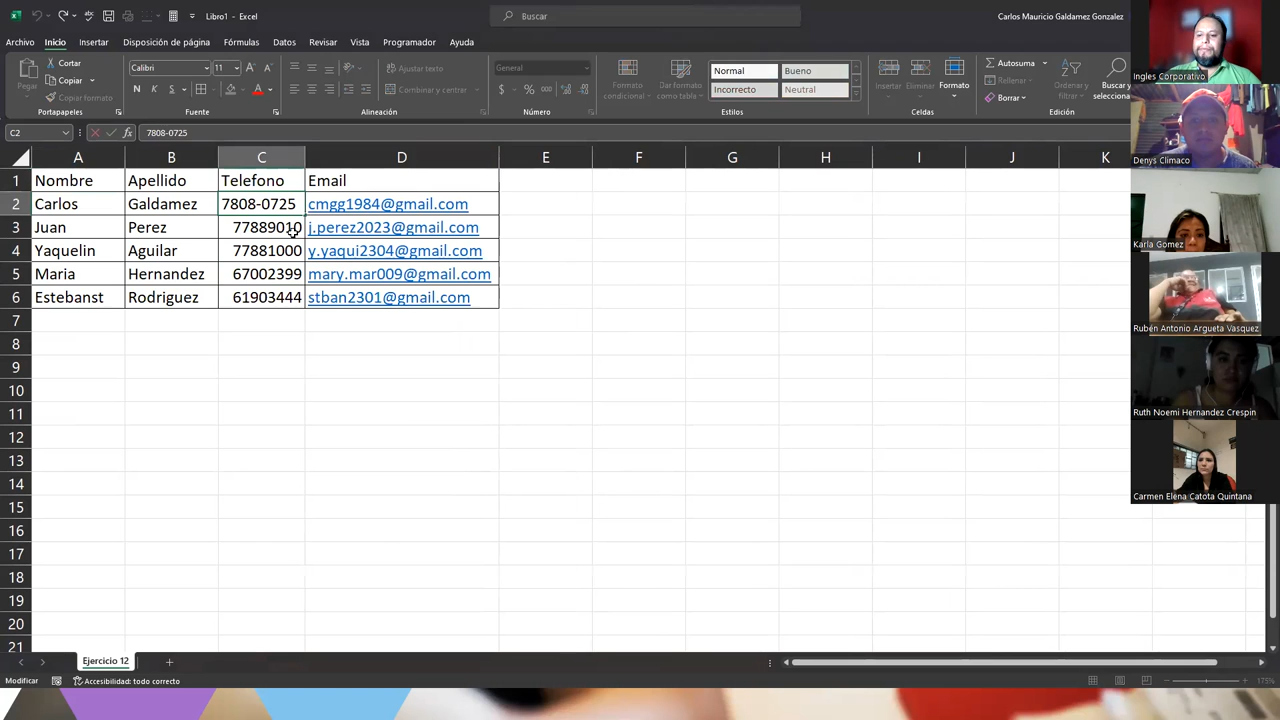 Libro1 - Excel
Buscar
Carlos Mauricio Galdamez Gonzalez
Archivo Inicio Insertar Disposición de página Fórmulas Datos Revisar Vista Programador Ayuda
Pegar
Cortar
Copiar
Copiar formato
Portapapeles
Calibri 11
N K S
Fuente
Ajustar texto
Combinar y centrar
Alineación
General
$ % 000
Número
Formato condicional
Dar formato como tabla
Normal Bueno
Incorrecto Neutral
Estilos
Insertar Eliminar Formato
Celdas
Autosuma
Rellenar
Borrar
Ordenar y filtrar
Buscar y selecciona
Edición
C2 fx 7808-0725
A B C D E F G H I J K
1 Nombre Apellido Telefono Email
2 Carlos Galdamez 7808-0725 cmgg1984@gmail.com
3 Juan Perez 77889010 j.perez2023@gmail.com
4 Yaquelin Aguilar 77881000 y.yaqui2304@gmail.com
5 Maria Hernandez 67002399 mary.mar009@gmail.com
6 Estebanst Rodriguez 61903444 stban2301@gmail.com
7
8
9
10
11
12
13
14
15
16
17
18
19
20
21
Ejercicio 12
Modificar
Accesibilidad: todo correcto
175%
Ingles Corporativo
Denys Climaco
Karla Gomez
Rubén Antonio Argueta Vasquez
Ruth Noemi Hernandez Crespin
Carmen Elena Catota Quintana